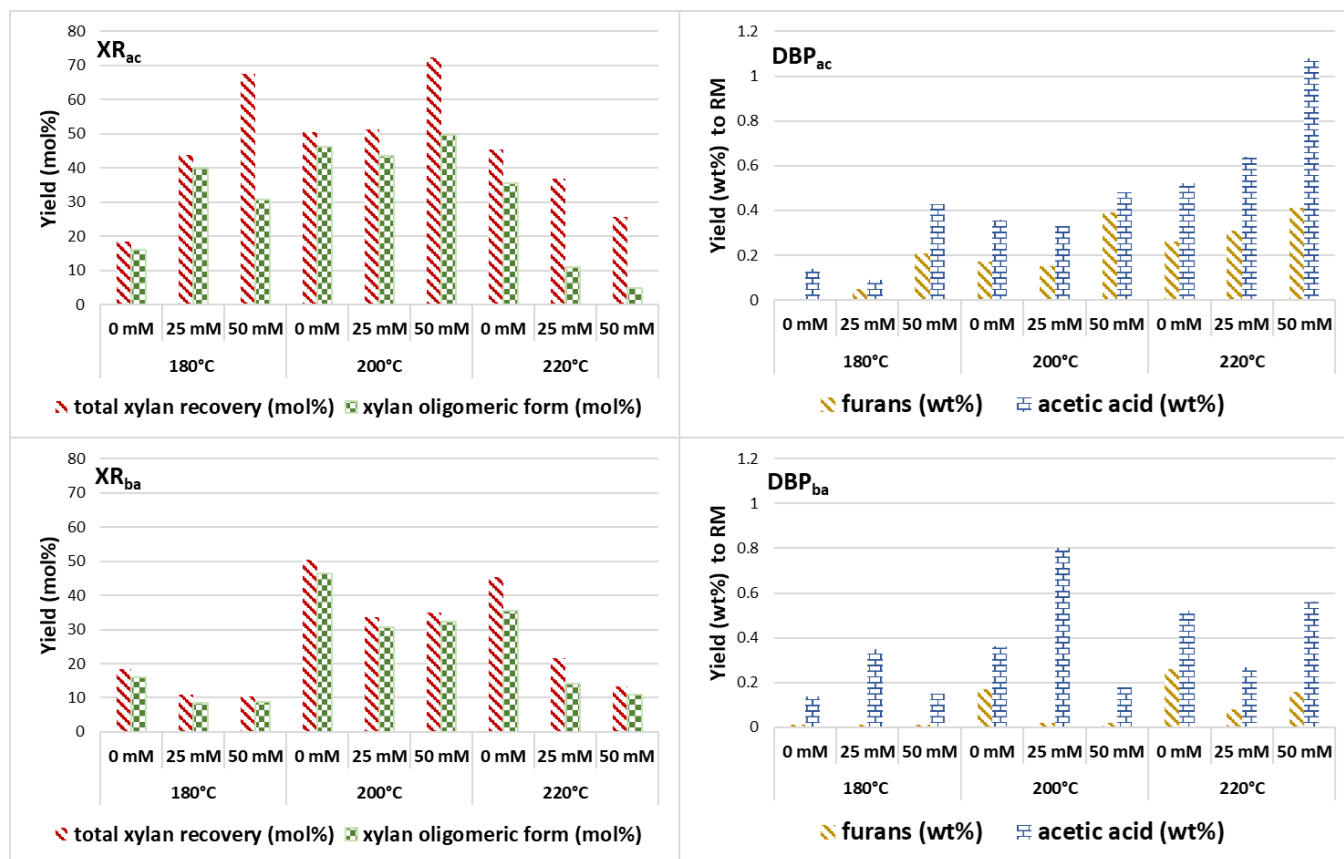 XRac
Yield (mol%)
80
70
60
50
40
30
20
10
0
0 mM 25 mM 50 mM 0 mM 25 mM 50 mM 0 mM 25 mM 50 mM
180°C 200°C 220°C
total xylan recovery (mol%) xylan oligomeric form (mol%)
DBPac
Yield (wt%) to RM
1.2
1
0.8
0.6
0.4
0.2
0
0 mM 25 mM 50 mM 0 mM 25 mM 50 mM 0 mM 25 mM 50 mM
180°C 200°C 220°C
furans (wt%) acetic acid (wt%)
XRba
Yield (mol%)
80
70
60
50
40
30
20
10
0
0 mM 25 mM 50 mM 0 mM 25 mM 50 mM 0 mM 25 mM 50 mM
180°C 200°C 220°C
total xylan recovery (mol%) xylan oligomeric form (mol%)
DBPba
Yield (wt%) to RM
1.2
1
0.8
0.6
0.4
0.2
0
0 mM 25 mM 50 mM 0 mM 25 mM 50 mM 0 mM 25 mM 50 mM
180°C 200°C 220°C
furans (wt%) acetic acid (wt%)